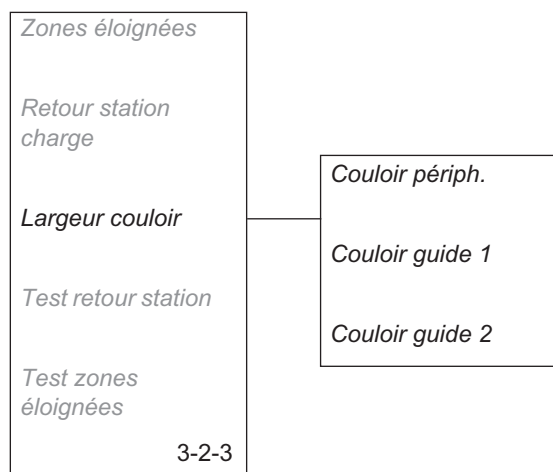 Zones éloignées
Retour station
charge
Largeur couloir
Test retour station
Test zones
éloignées
3-2-3
Couloir périph.
Couloir guide 1
Couloir guide 2